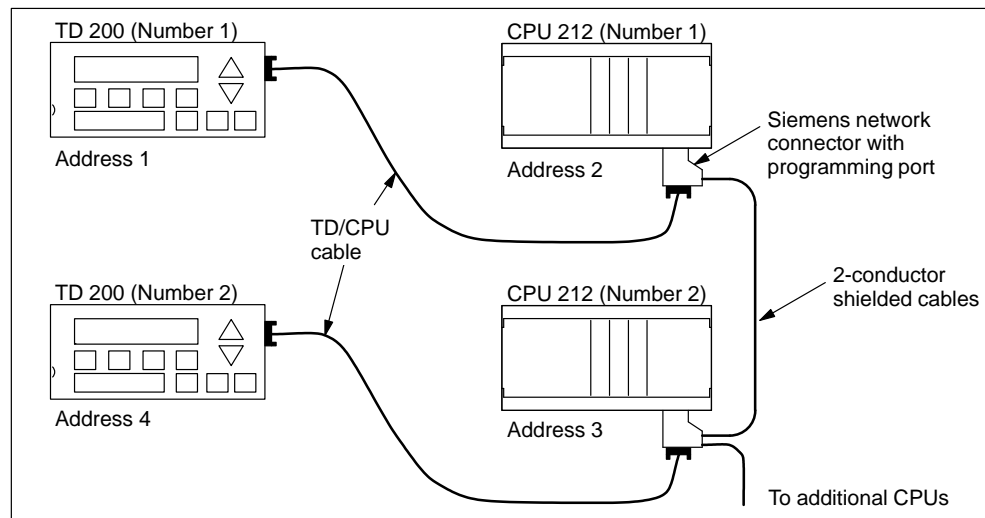 TD 200 (Number 1)
CPU 212 (Number 1)
Address 1
Address 2
Siemens network
connector with
programming port
TD/CPU
cable
TD 200 (Number 2)
CPU 212 (Number 2)
2-conductor
shielded cables
Address 4
Address 3
To additional CPUs